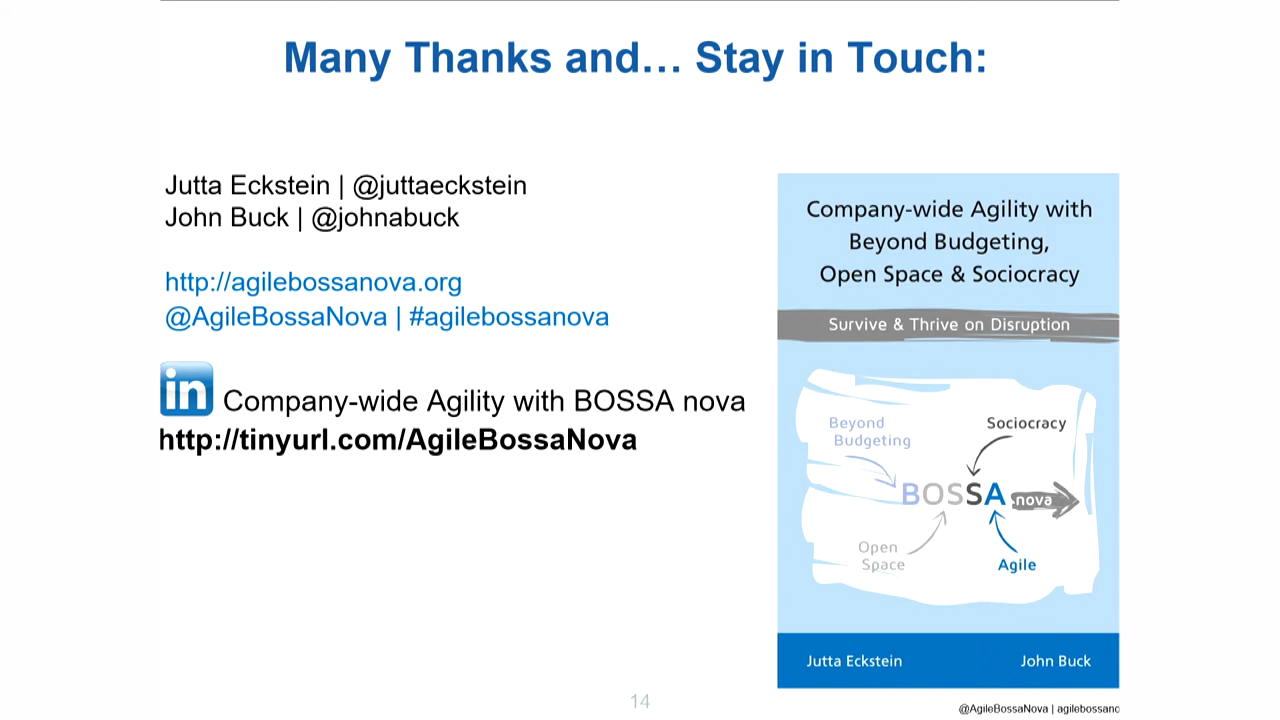 Many Thanks and… Stay in Touch:
Jutta Eckstein | @juttaeckstein
John Buck | @johnabuck
http://agilebossanova.org
@AgileBossaNova | #agilebossanova
in Company-wide Agility with BOSSA nova
http://tinyurl.com/AgileBossaNova
Company-wide Agility with
Beyond Budgeting,
Open Space & Sociocracy
Survive & Thrive on Disruption
Beyond
Budgeting
Sociocracy
BOSSA nova
Open
Space
Agile
Jutta Eckstein John Buck
14
@AgileBossaNova | agilebossano